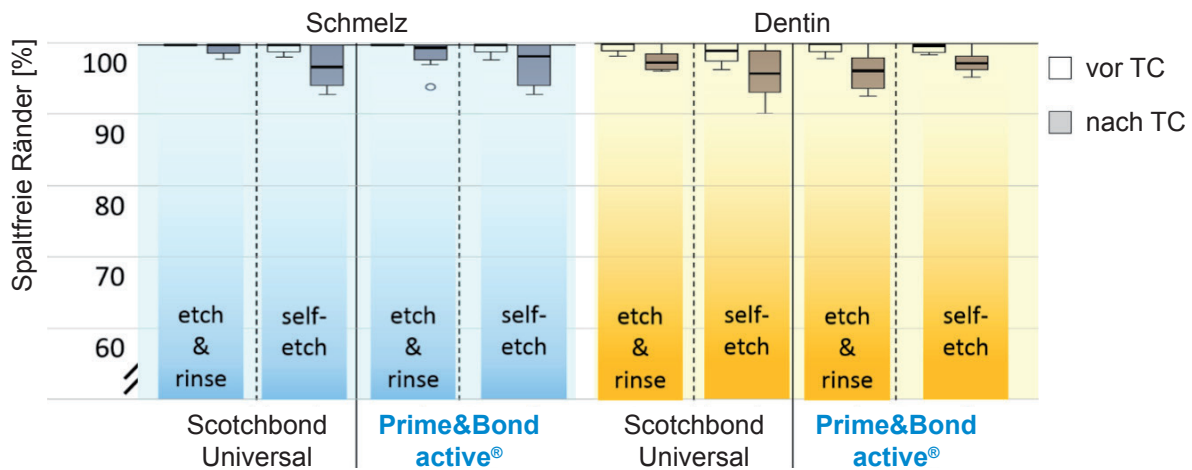 Schmelz
Dentin
Spaltfreie Ränder [%]
100
90
80
70
60
vor TC
nach TC
etch
&
rinse
self-
etch
etch
&
rinse
self-
etch
etch
&
rinse
self-
etch
etch
&
rinse
self-
etch
Scotchbond
Universal
Prime&Bond
active®
Scotchbond
Universal
Prime&Bond
active®